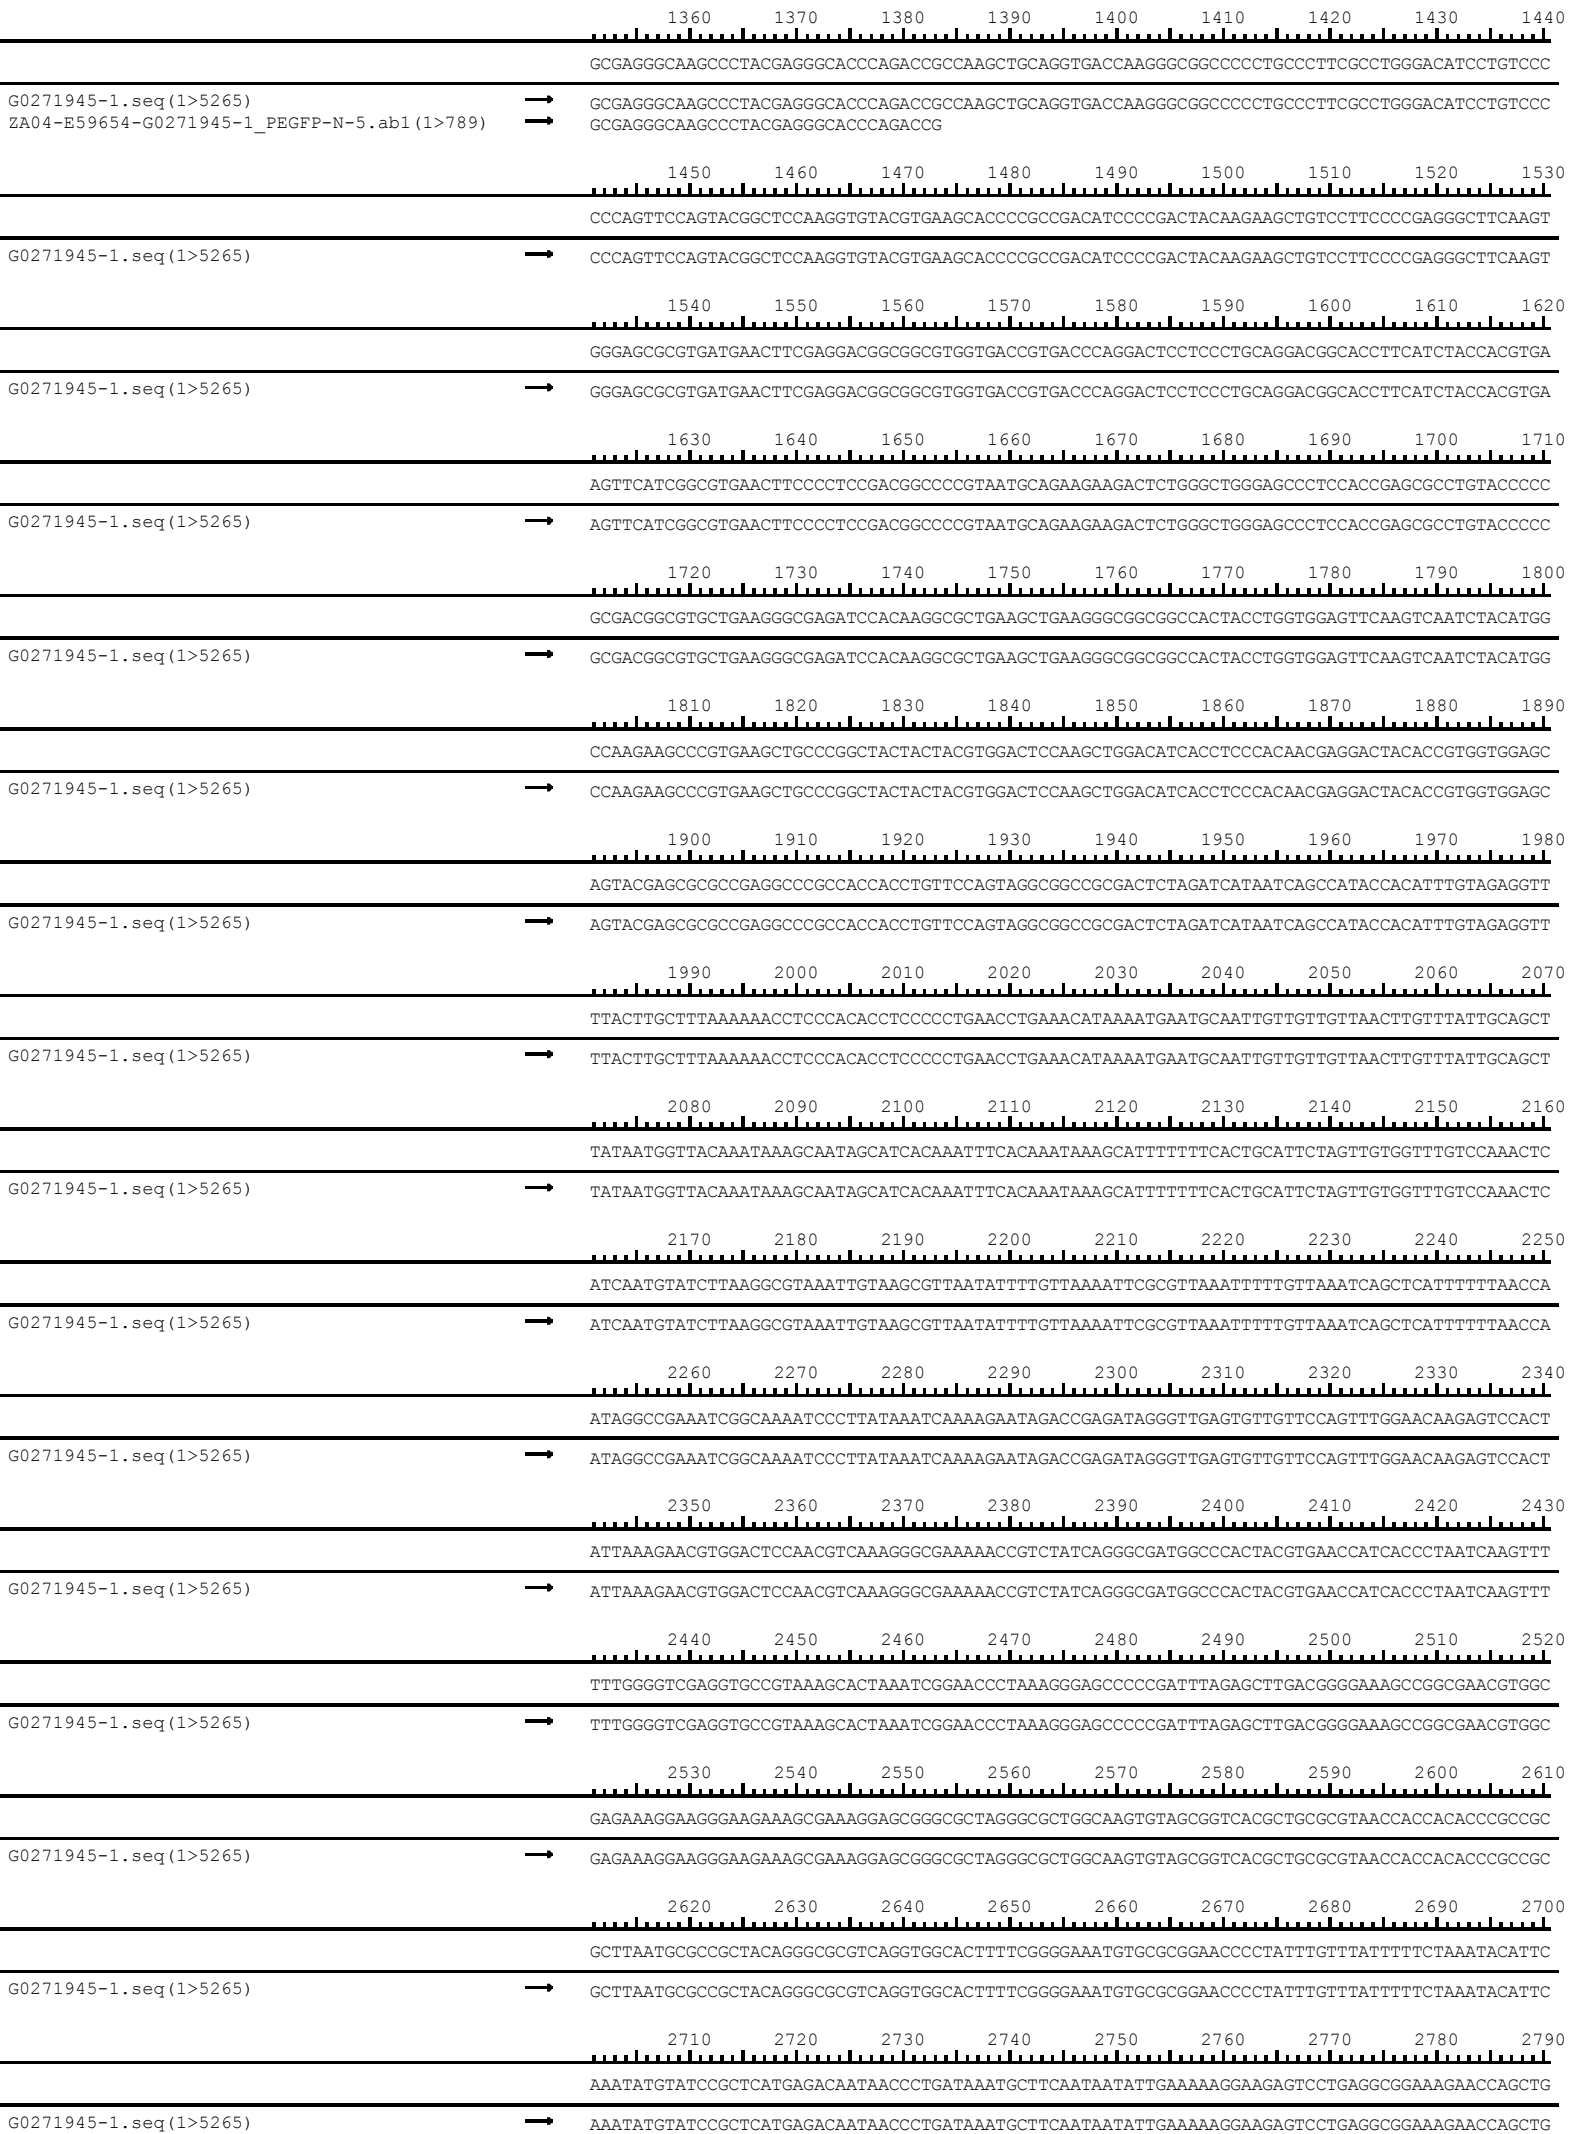 1360 1370 1380 1390 1400 1410 1420 1430 1440
GCGAGGGCAAGCCCTACGAGGGCACCCAGACCGCCAAGCTGCAGGTGACCAAGGGCGGCCCCCTGCCCTTCGCCTGGGACATCCTGTCCC
G0271945-1.seq(1>5265) GCGAGGGCAAGCCCTACGAGGGCACCCAGACCGCCAAGCTGCAGGTGACCAAGGGCGGCCCCCTGCCCTTCGCCTGGGACATCCTGTCCC
ZA04-E59654-G0271945-1_PEGFP-N-5.ab1(1>789) GCGAGGGCAAGCCCTACGAGGGCACCCAGACCG
1450 1460 1470 1480 1490 1500 1510 1520 1530
CCCAGTTCCAGTACGGCTCCAAGGTGTACGTGAAGCACCCCGCCGACATCCCCGACTACAAGAAGCTGTCCTTCCCCGAGGGCTTCAAGT
G0271945-1.seq(1>5265) CCCAGTTCCAGTACGGCTCCAAGGTGTACGTGAAGCACCCCGCCGACATCCCCGACTACAAGAAGCTGTCCTTCCCCGAGGGCTTCAAGT
1540 1550 1560 1570 1580 1590 1600 1610 1620
GGGAGCGCGTGATGAACTTCGAGGACGGCGGCGTGGTGACCGTGACCCAGGACTCCTCCCTGCAGGACGGCACCTTCATCTACCACGTGA
G0271945-1.seq(1>5265) GGGAGCGCGTGATGAACTTCGAGGACGGCGGCGTGGTGACCGTGACCCAGGACTCCTCCCTGCAGGACGGCACCTTCATCTACCACGTGA
1630 1640 1650 1660 1670 1680 1690 1700 1710
AGTTCATCGGCGTGAACTTCCCCTCCGACGGCCCCGTAATGCAGAAGAAGACTCTGGGCTGGGAGCCCTCCACCGAGCGCCTGTACCCCC
G0271945-1.seq(1>5265) AGTTCATCGGCGTGAACTTCCCCTCCGACGGCCCCGTAATGCAGAAGAAGACTCTGGGCTGGGAGCCCTCCACCGAGCGCCTGTACCCCC
1720 1730 1740 1750 1760 1770 1780 1790 1800
GCGACGGCGTGCTGAAGGGCGAGATCCACAAGGCGCTGAAGCTGAAGGGCGGCGGCCACTACCTGGTGGAGTTCAAGTCAATCTACATGG
G0271945-1.seq(1>5265) GCGACGGCGTGCTGAAGGGCGAGATCCACAAGGCGCTGAAGCTGAAGGGCGGCGGCCACTACCTGGTGGAGTTCAAGTCAATCTACATGG
1810 1820 1830 1840 1850 1860 1870 1880 1890
CCAAGAAGCCCGTGAAGCTGCCCGGCTACTACTACGTGGACTCCAAGCTGGACATCACCTCCCACAACGAGGACTACACCGTGGTGGAGC
G0271945-1.seq(1>5265) CCAAGAAGCCCGTGAAGCTGCCCGGCTACTACTACGTGGACTCCAAGCTGGACATCACCTCCCACAACGAGGACTACACCGTGGTGGAGC
1900 1910 1920 1930 1940 1950 1960 1970 1980
AGTACGAGCGCGCCGAGGCCCGCCACCACCTGTTCCAGTAGGCGGCCGCGACTCTAGATCATAATCAGCCATACCACATTTGTAGAGGTT
G0271945-1.seq(1>5265) AGTACGAGCGCGCCGAGGCCCGCCACCACCTGTTCCAGTAGGCGGCCGCGACTCTAGATCATAATCAGCCATACCACATTTGTAGAGGTT
1990 2000 2010 2020 2030 2040 2050 2060 2070
TTACTTGCTTTAAAAAACCTCCCACACCTCCCCCTGAACCTGAAACATAAAATGAATGCAATTGTTGTTGTTAACTTGTTTATTGCAGCT
G0271945-1.seq(1>5265) TTACTTGCTTTAAAAAACCTCCCACACCTCCCCCTGAACCTGAAACATAAAATGAATGCAATTGTTGTTGTTAACTTGTTTATTGCAGCT
2080 2090 2100 2110 2120 2130 2140 2150 2160
TATAATGGTTACAAATAAAGCAATAGCATCACAAATTTCACAAATAAAGCATTTTTTTCACTGCATTCTAGTTGTGGTTTGTCCAAACTC
G0271945-1.seq(1>5265) TATAATGGTTACAAATAAAGCAATAGCATCACAAATTTCACAAATAAAGCATTTTTTTCACTGCATTCTAGTTGTGGTTTGTCCAAACTC
2170 2180 2190 2200 2210 2220 2230 2240 2250
ATCAATGTATCTTAAGGCGTAAATTGTAAGCGTTAATATTTTGTTAAAATTCGCGTTAAATTTTTGTTAAATCAGCTCATTTTTTAACCA
G0271945-1.seq(1>5265) ATCAATGTATCTTAAGGCGTAAATTGTAAGCGTTAATATTTTGTTAAAATTCGCGTTAAATTTTTGTTAAATCAGCTCATTTTTTAACCA
2260 2270 2280 2290 2300 2310 2320 2330 2340
ATAGGCCGAAATCGGCAAAATCCCTTATAAATCAAAAGAATAGACCGAGATAGGGTTGAGTGTTGTTCCAGTTTGGAACAAGAGTCCACT
G0271945-1.seq(1>5265) ATAGGCCGAAATCGGCAAAATCCCTTATAAATCAAAAGAATAGACCGAGATAGGGTTGAGTGTTGTTCCAGTTTGGAACAAGAGTCCACT
2350 2360 2370 2380 2390 2400 2410 2420 2430
ATTAAAGAACGTGGACTCCAACGTCAAAGGGCGAAAAACCGTCTATCAGGGCGATGGCCCACTACGTGAACCATCACCCTAATCAAGTTT
G0271945-1.seq(1>5265) ATTAAAGAACGTGGACTCCAACGTCAAAGGGCGAAAAACCGTCTATCAGGGCGATGGCCCACTACGTGAACCATCACCCTAATCAAGTTT
2440 2450 2460 2470 2480 2490 2500 2510 2520
TTTGGGGTCGAGGTGCCGTAAAGCACTAAATCGGAACCCTAAAGGGAGCCCCCGATTTAGAGCTTGACGGGGAAAGCCGGCGAACGTGGC
G0271945-1.seq(1>5265) TTTGGGGTCGAGGTGCCGTAAAGCACTAAATCGGAACCCTAAAGGGAGCCCCCGATTTAGAGCTTGACGGGGAAAGCCGGCGAACGTGGC
2530 2540 2550 2560 2570 2580 2590 2600 2610
GAGAAAGGAAGGGAAGAAAGCGAAAGGAGCGGGCGCTAGGGCGCTGGCAAGTGTAGCGGTCACGCTGCGCGTAACCACCACACCCGCCGC
G0271945-1.seq(1>5265) GAGAAAGGAAGGGAAGAAAGCGAAAGGAGCGGGCGCTAGGGCGCTGGCAAGTGTAGCGGTCACGCTGCGCGTAACCACCACACCCGCCGC
2620 2630 2640 2650 2660 2670 2680 2690 2700
GCTTAATGCGCCGCTACAGGGCGCGTCAGGTGGCACTTTTCGGGGAAATGTGCGCGGAACCCCTATTTGTTTATTTTTCTAAATACATTC
G0271945-1.seq(1>5265) GCTTAATGCGCCGCTACAGGGCGCGTCAGGTGGCACTTTTCGGGGAAATGTGCGCGGAACCCCTATTTGTTTATTTTTCTAAATACATTC
2710 2720 2730 2740 2750 2760 2770 2780 2790
AAATATGTATCCGCTCATGAGACAATAACCCTGATAAATGCTTCAATAATATTGAAAAAGGAAGAGTCCTGAGGCGGAAAGAACCAGCTG
G0271945-1.seq(1>5265) AAATATGTATCCGCTCATGAGACAATAACCCTGATAAATGCTTCAATAATATTGAAAAAGGAAGAGTCCTGAGGCGGAAAGAACCAGCTG